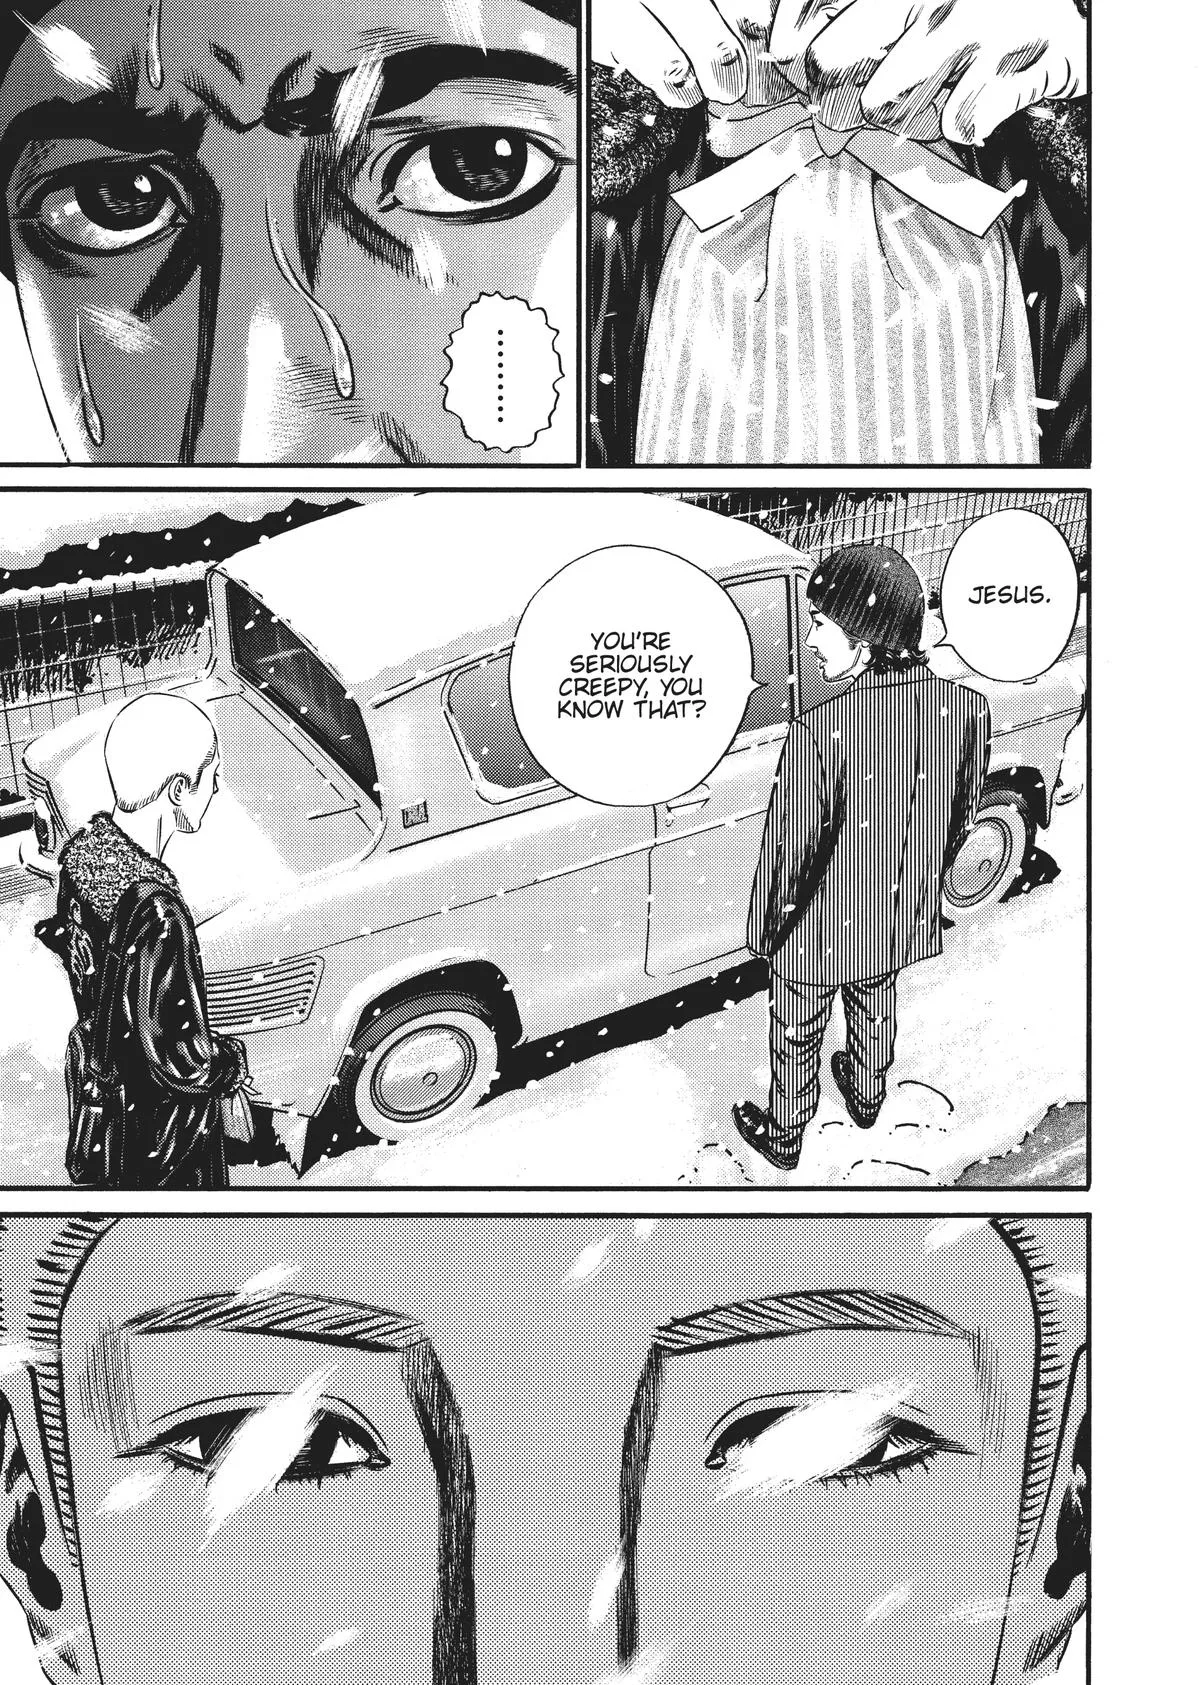 .........
JESUS.
YOU'RE
SERIOUSLY
CREEPY, YOU
KNOW THAT?